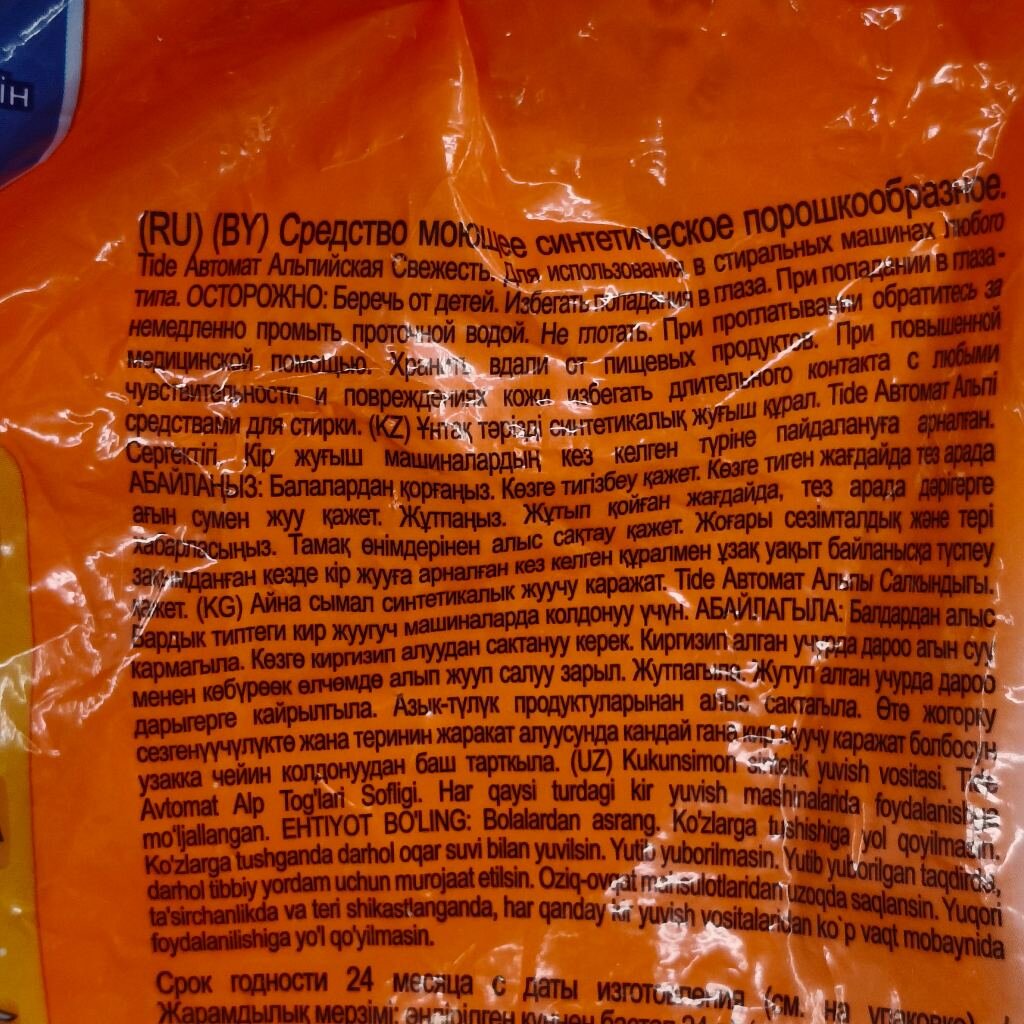 ін
(RU) (BY) Средство моющее синтетическое порошкообразное.
Tide Автомат Альпийская Свежесть. Для использования в стиральных машинах любого
типа. ОСТОРОЖНО: Беречь от детей. Избегать попадания в глаза. При попадании в глаза -
немедленно промыть проточной водой. Не глотать. При проглатывании обратитесь за
медицинской помощью. Хранить вдали от пищевых продуктов. При повышенной
чувствительности и повреждениях кожи избегать длительного контакта с любыми
средствами для стирки. (KZ) Ұнтақ тәрізді синтетикалық жуғыш құрал. Tide Автомат Альпі
Сергектігі. Кір жуғыш машиналардың кез келген түріне пайдалануға арналған.
АБАЙЛАҢЫЗ: Балалардан қорғаңыз. Көзге тигізбеу қажет. Көзге тиген жағдайда тез арада
ағын сумен жуу қажет. Жұтпаңыз. Жұтып қойған жағдайда, тез арада дәрігерге
хабарласыңыз. Тамақ өнімдерінен алыс сақтау қажет. Жоғары сезімталдық және тері
зақымданған кезде кір жууға арналған кез келген құралмен ұзақ уақыт байланысқа түспеу
қажет. (KG) Айна сымал синтетикалык жуучу каражат. Tide Автомат Альпы Салкындыгы.
Бардык типтеги кир жуугуч машиналарда колдонуу үчүн. АБАЙЛАГЫЛА: Балдардан алыс
кармагыла. Көзгө киргизип алуудан сактануу керек. Киргизип алган учурда дароо агын суу
менен көбүрөөк өлчөмдө алып жууп салуу зарыл. Жутпагыла. Жутуп алган учурда дароо
дарыгерге кайрылгыла. Азык-түлүк продуктуларынан алыс сактагыла. Өтө жогорку
сезгенүүчүлүктө жана теринин жаракат алуусунда кандай гана кир жуучу каражат болбосун
узакка чейин колдонуудан баш тарткыла. (UZ) Kukunsimon sintetik yuvish vositasi. Tide
Avtomat Alp Tog'lari Sofligi. Har qaysi turdagi kir yuvish mashinalarida foydalanishga
mo'ljallangan. EHTIYOT BO'LING: Bolalardan asrang. Ko'zlarga tushishiga yol qoyilmasin.
Ko'zlarga tushganda darhol oqar suvi bilan yuvilsin. Yutib yuborilmasin. Yutib yuborilgan taqdirda,
darhol tibbiy yordam uchun murojaat etilsin. Oziq-ovqat mahsulotlaridan uzoqda saqlansin. Yuqori
ta'sirchanlikda va teri shikastlanganda, har qanday kir yuvish vositalaridan ko`p vaqt mobaynida
foydalanilishiga yo'l qo'yilmasin.
Срок годности 24 месяца с даты изготовления (см. на упаковке).
Жарамдылық мерзімі: өндірілген күннен бастап 24